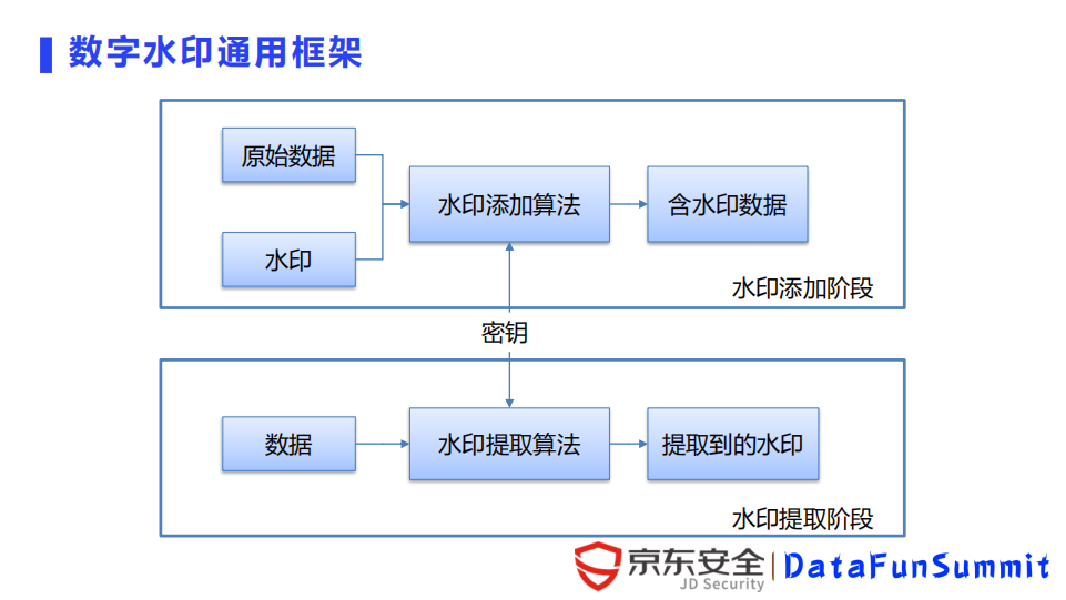 数字水印通用框架
原始数据
水印
水印添加算法
含水印数据
水印添加阶段
密钥
数据
水印提取算法
提取到的水印
水印提取阶段
京东安全
JD Security
DataFunSummit